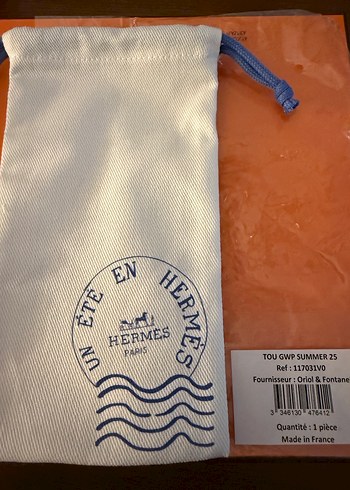 UN ÉTÉ EN HERMÈS
HERMÈS
PARIS
TOU GWP SUMMER 25
Ref : 117031V0
Fournisseur : Oriol & Fontane
3 346130 476412
Quantité : 1 pièce
Made in France